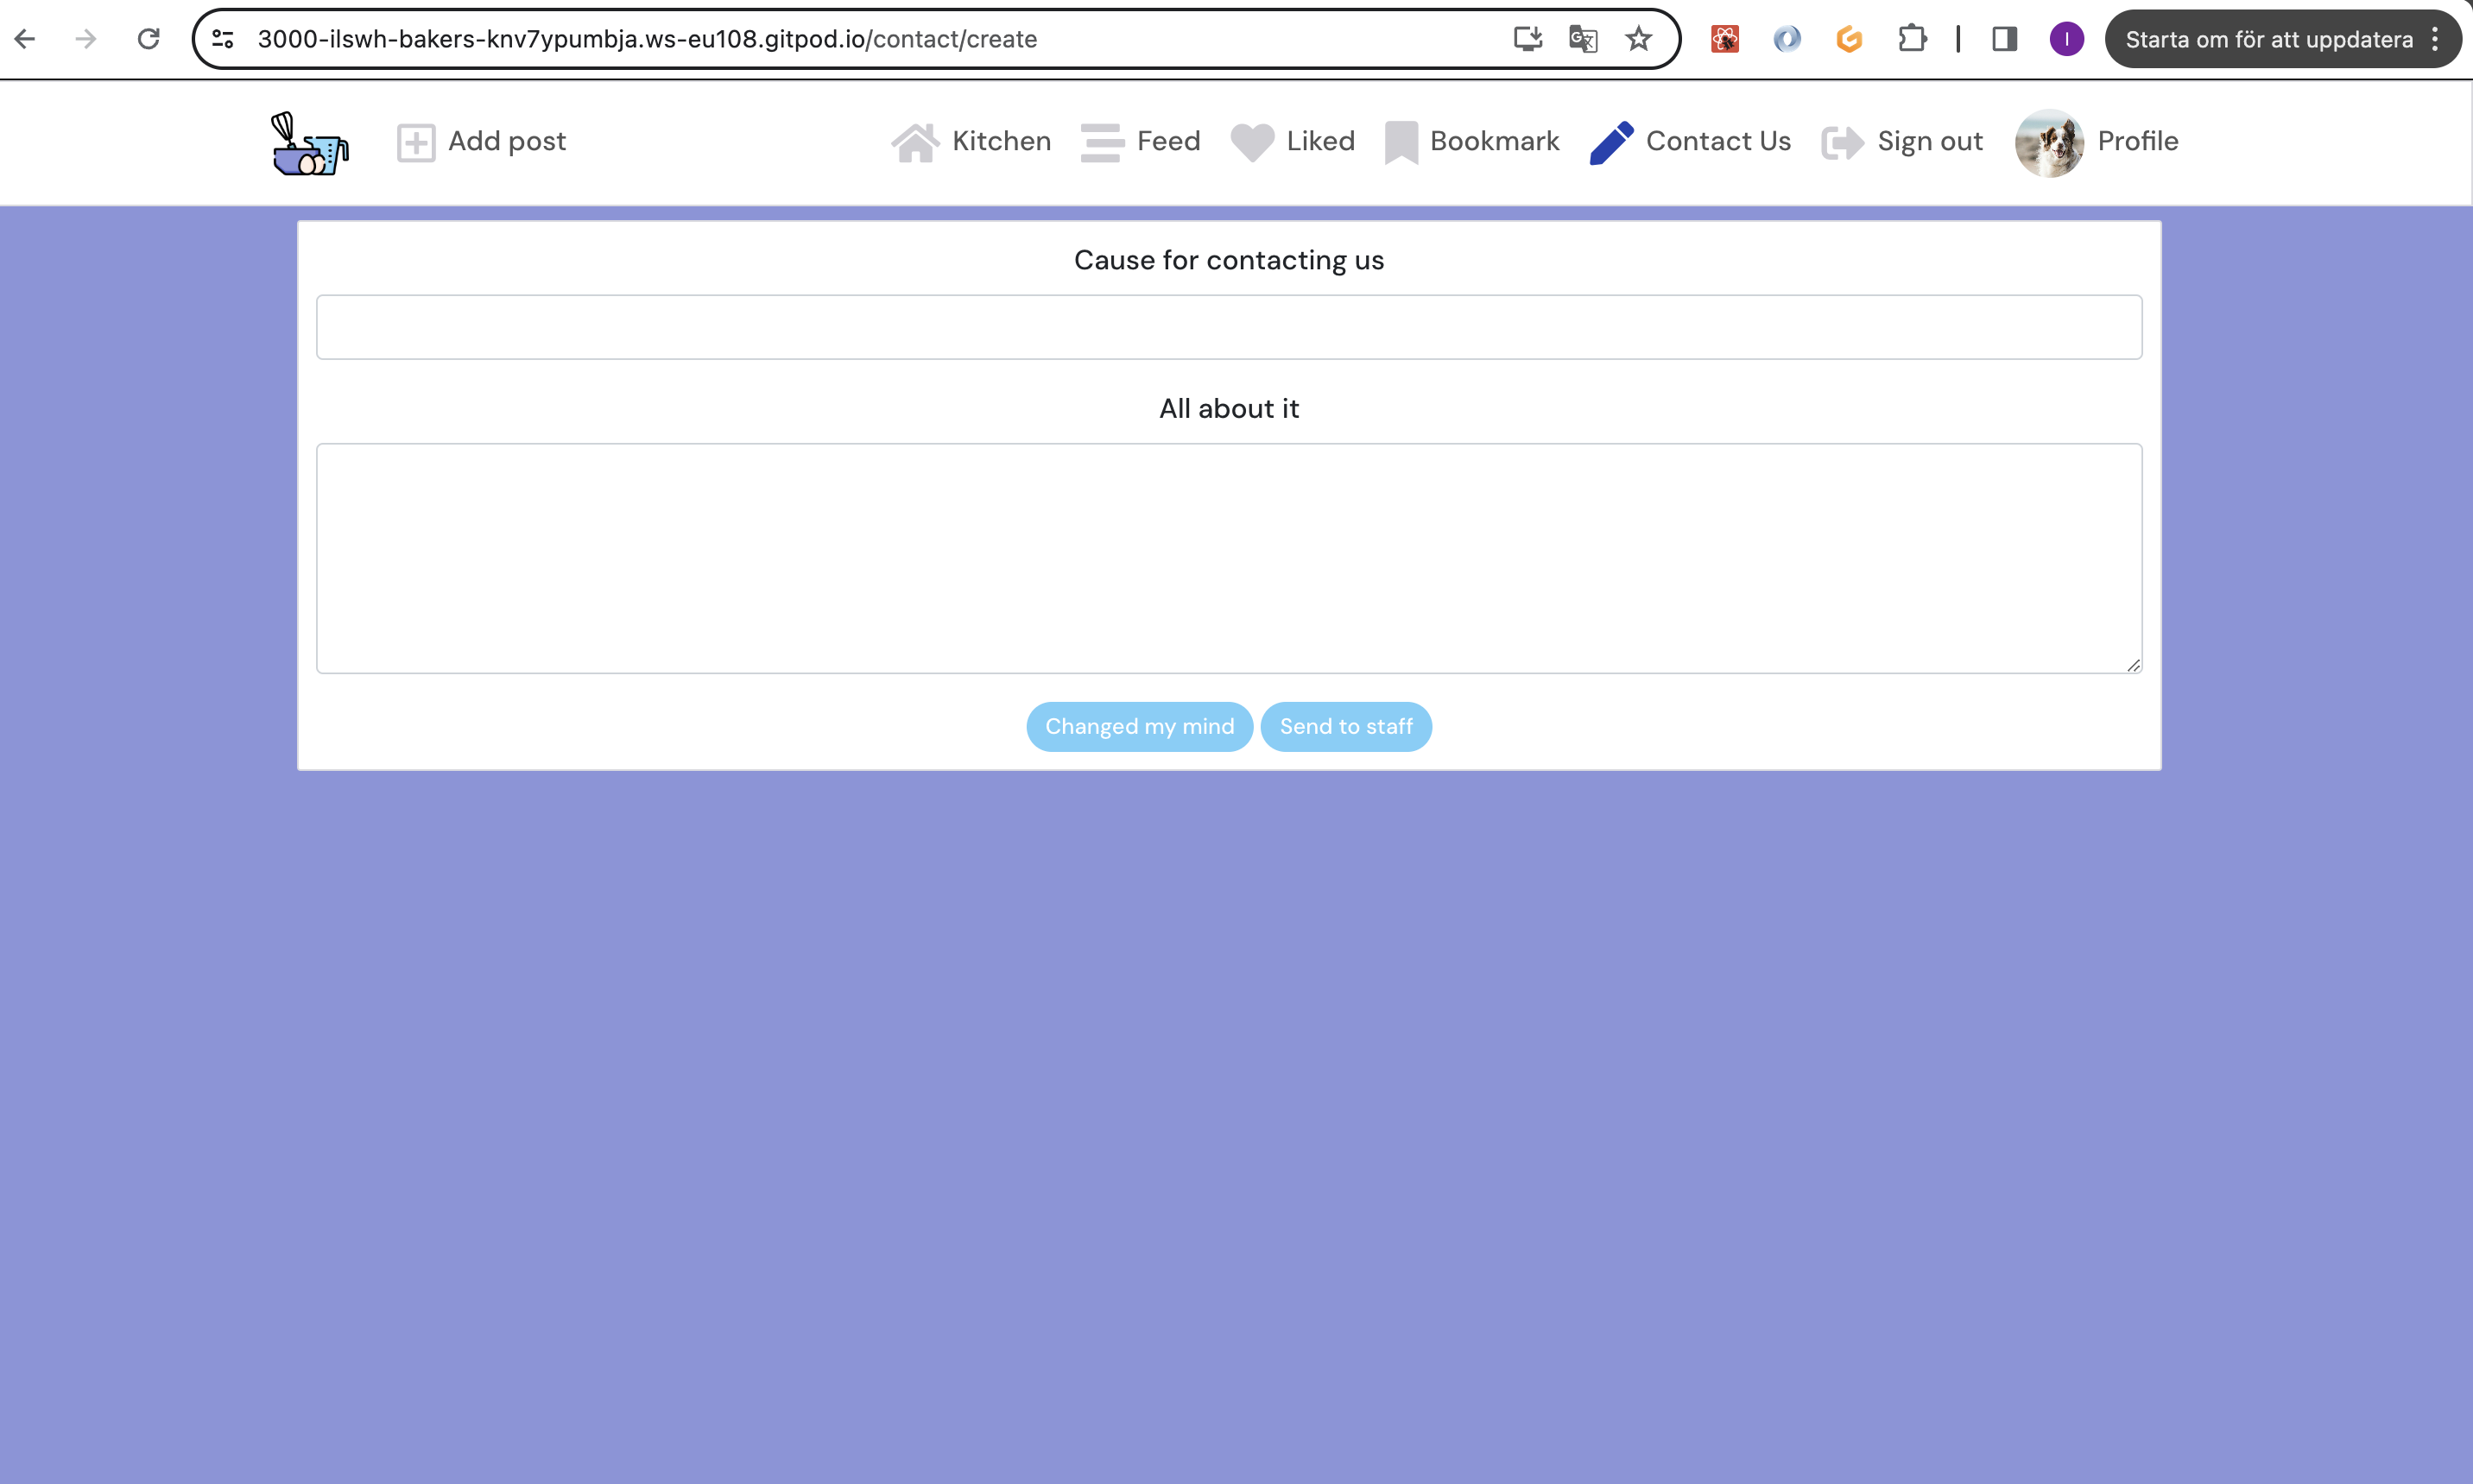 3000-ilswh-bakers-knv7ypumbja.ws-eu108.gitpod.io/contact/create
I
Starta om för att uppdatera
Add post
Kitchen
Feed
Liked
Bookmark
Contact Us
Sign out
Profile
Cause for contacting us
All about it
Changed my mind
Send to staff